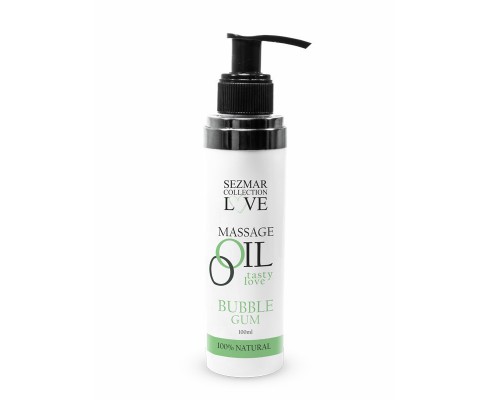 SEZMAR
COLLECTION
LOVE
MASSAGE
OIL
tasty
love
BUBBLE
GUM
100ml
100% NATURAL